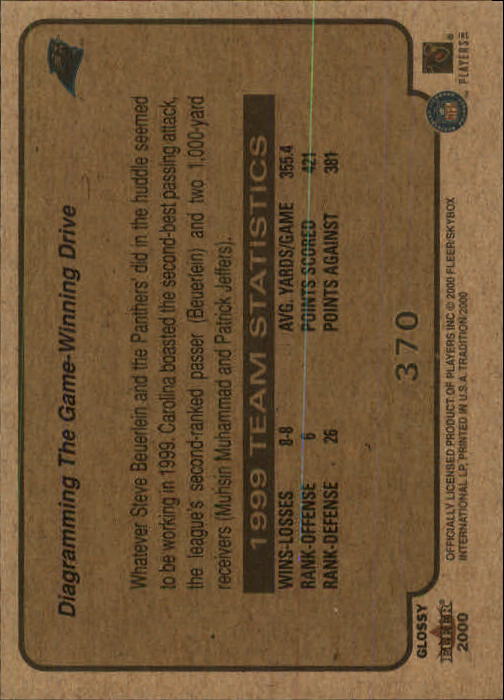 Diagramming The Game-Winning Drive
Whatever Steve Beuerlein and the Panthers' did in the huddle seemed
to be working in 1999. Carolina boasted the second-best passing attack,
the league's second-ranked passer (Beuerlein) and two 1,000-yard
receivers (Muhsin Muhammad and Patrick Jeffers).
1999 TEAM STATISTICS
WINS-LOSSES 8-8 AVG. YARDS/GAME 355.4
RANK-OFFENSE 6 POINTS SCORED 421
RANK-DEFENSE 26 POINTS AGAINST 381
370
GLOSSY
FLEER
2000
OFFICIALLY LICENSED PRODUCT OF PLAYERS INC © 2000 FLEER/SKYBOX
INTERNATIONAL LP, PRINTED IN U.S.A. TRADITION 2000
PLAYERS INC